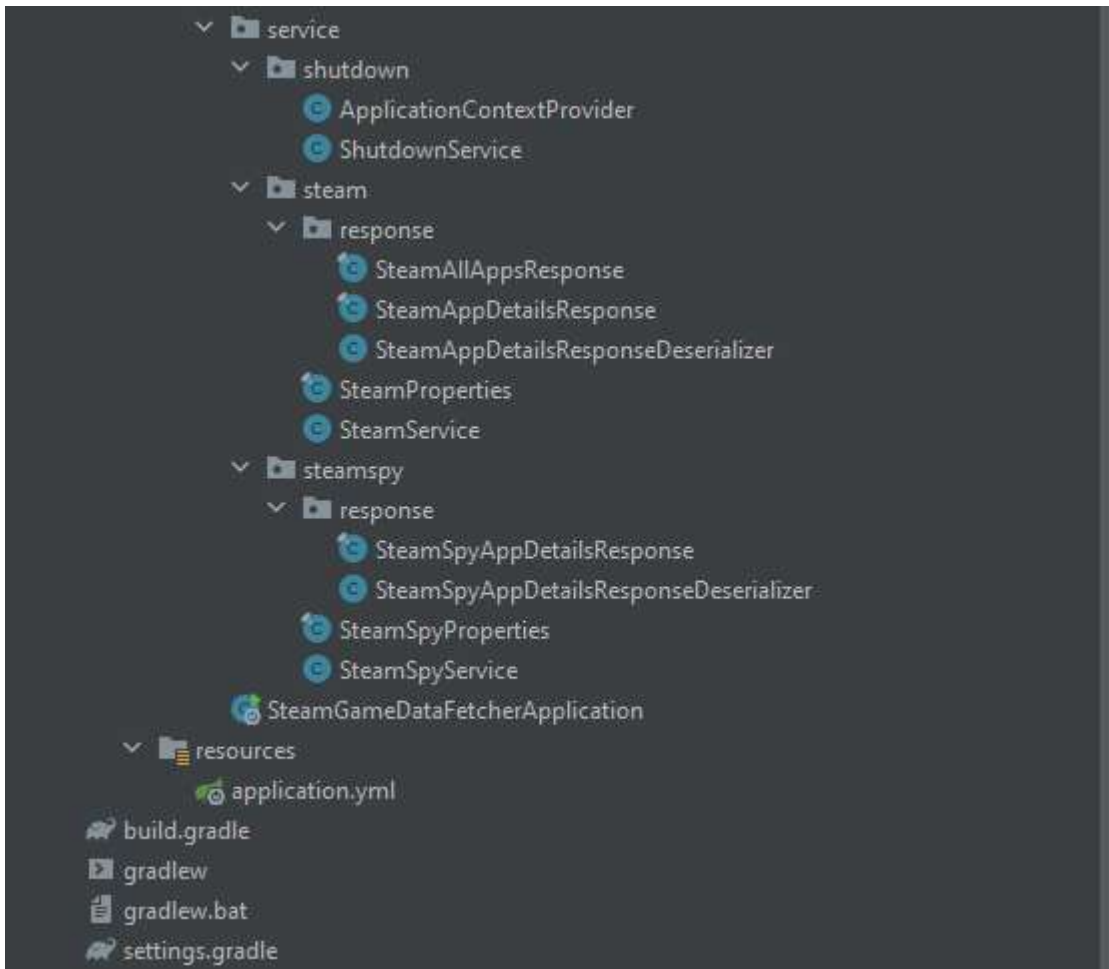 service
shutdown
ApplicationContextProvider
ShutdownService
steam
response
SteamAllAppsResponse
SteamAppDetailsResponse
SteamAppDetailsResponseDeserializer
SteamProperties
SteamService
steamspy
response
SteamSpyAppDetailsResponse
SteamSpyAppDetailsResponseDeserializer
SteamSpyProperties
SteamSpyService
SteamGameDataFetcherApplication
resources
application.yml
build.gradle
gradlew
gradlew.bat
settings.gradle